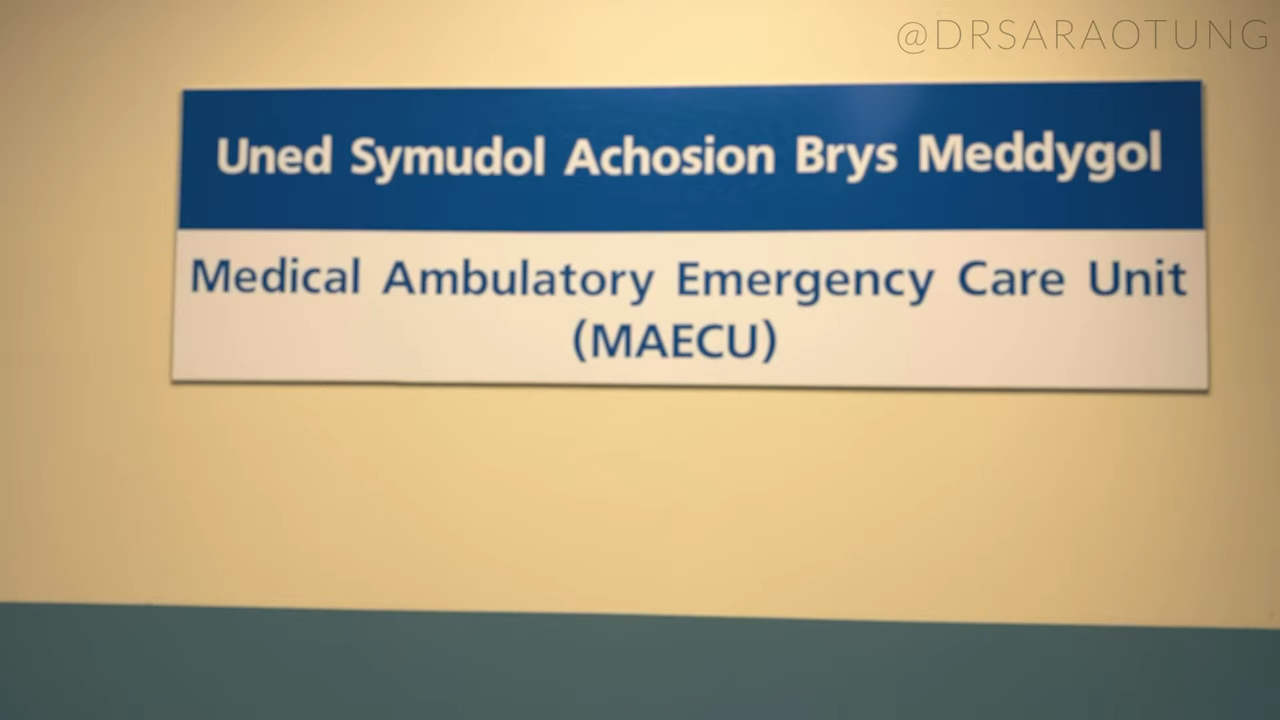 @DRSARAOTUNG
Uned Symudol Achosion Brys Meddygol
Medical Ambulatory Emergency Care Unit
(MAECU)